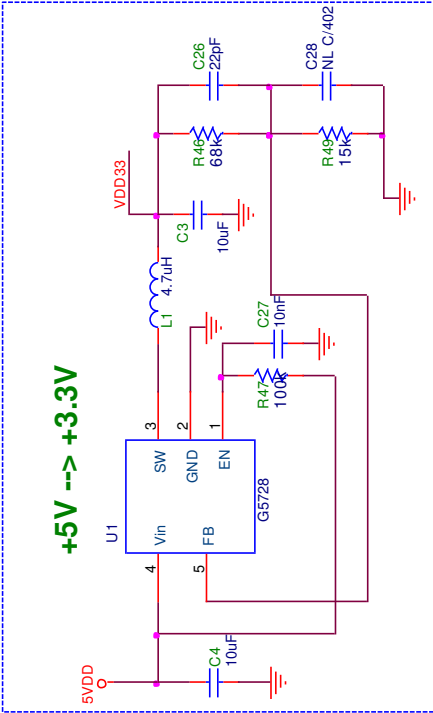 +5V --> +3.3V
5VDD
C4
10uF
U1
4
Vin
5
FB
SW
3
GND
2
EN
1
G5728
L1
4.7uH
VDD33
C3
10uF
R47
100k
C27
10nF
R46
68k
C26
22pF
R49
15k
C28
NL C/402